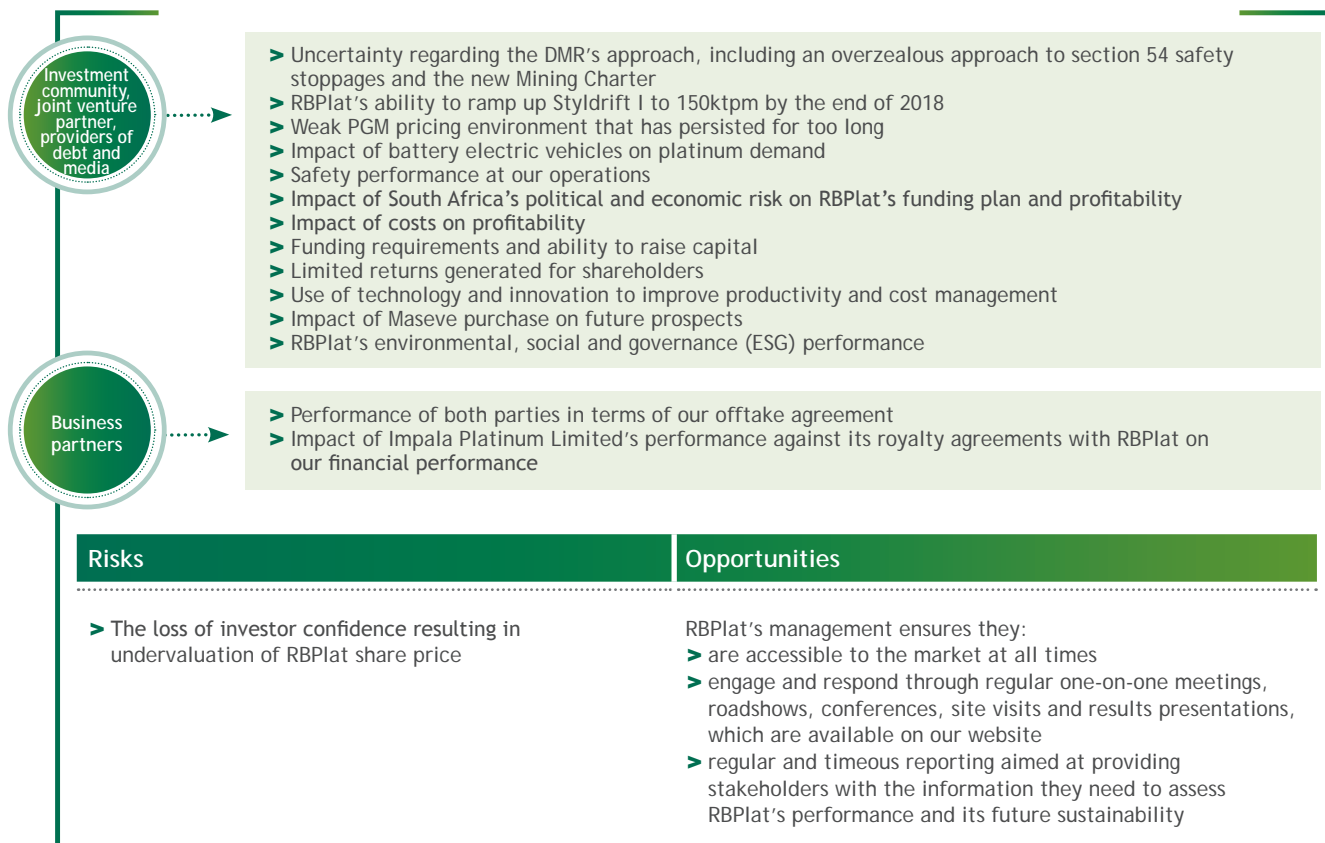 Investment
community,
joint venture
partner,
providers of
debt and
media
> Uncertainty regarding the DMR's approach, including an overzealous approach to section 54 safety
stoppages and the new Mining Charter
> RBPlat's ability to ramp up Styldrift I to 150ktpm by the end of 2018
> Weak PGM pricing environment that has persisted for too long
> Impact of battery electric vehicles on platinum demand
> Safety performance at our operations
> Impact of South Africa's political and economic risk on RBPlat's funding plan and profitability
> Impact of costs on profitability
> Funding requirements and ability to raise capital
> Limited returns generated for shareholders
> Use of technology and innovation to improve productivity and cost management
> Impact of Maseve purchase on future prospects
> RBPlat's environmental, social and governance (ESG) performance
Business
partners
> Performance of both parties in terms of our offtake agreement
> Impact of Impala Platinum Limited's performance against its royalty agreements with RBPlat on
our financial performance
Risks
> The loss of investor confidence resulting in
undervaluation of RBPlat share price
Opportunities
RBPlat's management ensures they:
> are accessible to the market at all times
> engage and respond through regular one-on-one meetings,
roadshows, conferences, site visits and results presentations,
which are available on our website
> regular and timeous reporting aimed at providing
stakeholders with the information they need to assess
RBPlat's performance and its future sustainability